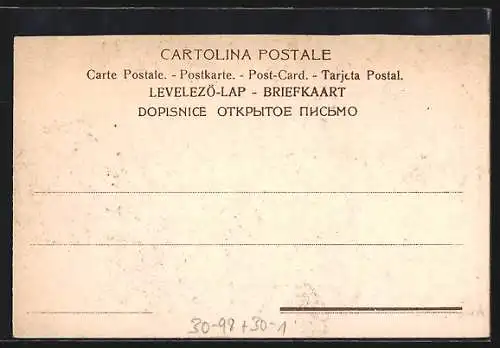 CARTOLINA POSTALE
Carte Postale. - Postkarte. - Post-Card. - Tarjeta Postal.
LEVELEZŐ-LAP - BRIEFKAART
DOPISNICE ОТКРЫТОЕ ПИСЬМО
30-98+30-1